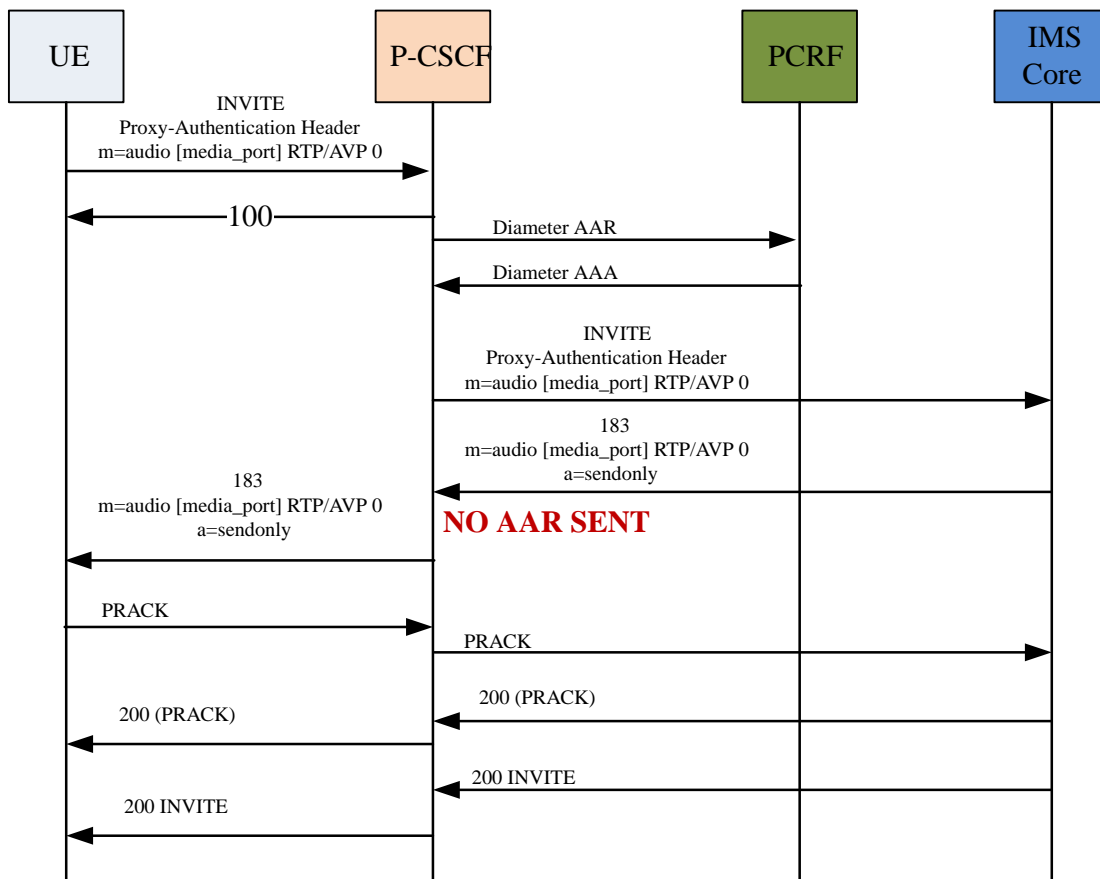 UE
P-CSCF
PCRF
IMS
Core
INVITE
Proxy-Authentication Header
m=audio [media_port] RTP/AVP 0
100
Diameter AAR
Diameter AAA
INVITE
Proxy-Authentication Header
m=audio [media_port] RTP/AVP 0
183
m=audio [media_port] RTP/AVP 0
a=sendonly
183
m=audio [media_port] RTP/AVP 0
a=sendonly
NO AAR SENT
PRACK
PRACK
200 (PRACK)
200 (PRACK)
200 INVITE
200 INVITE